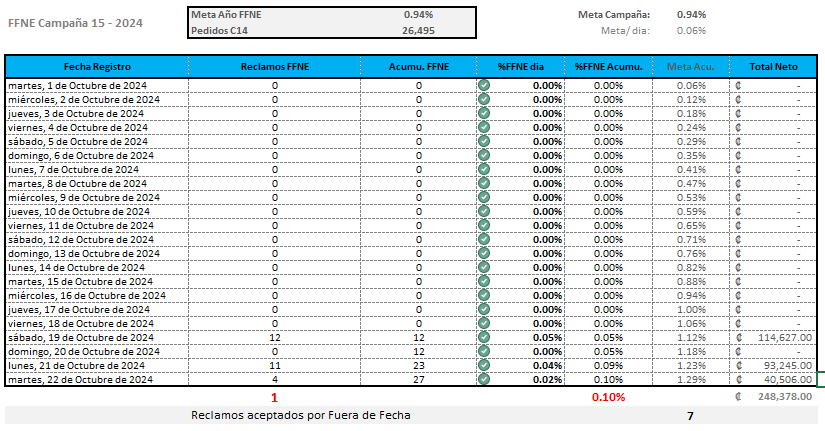 FFNE Campaña 15 - 2024
Meta Año FFNE 0.94%
Pedidos C14 26,495
Meta Campaña: 0.94%
Meta/ dia: 0.06%
Fecha Registro Reclamos FFNE Acumu. FFNE %FFNE dia %FFNE Acumu. Meta Acu. Total Neto
martes, 1 de Octubre de 2024 0 0 0.00% 0.00% 0.06% ₡ -
miércoles, 2 de Octubre de 2024 0 0 0.00% 0.00% 0.12% ₡ -
jueves, 3 de Octubre de 2024 0 0 0.00% 0.00% 0.18% ₡ -
viernes, 4 de Octubre de 2024 0 0 0.00% 0.00% 0.24% ₡ -
sábado, 5 de Octubre de 2024 0 0 0.00% 0.00% 0.29% ₡ -
domingo, 6 de Octubre de 2024 0 0 0.00% 0.00% 0.35% ₡ -
lunes, 7 de Octubre de 2024 0 0 0.00% 0.00% 0.41% ₡ -
martes, 8 de Octubre de 2024 0 0 0.00% 0.00% 0.47% ₡ -
miércoles, 9 de Octubre de 2024 0 0 0.00% 0.00% 0.53% ₡ -
jueves, 10 de Octubre de 2024 0 0 0.00% 0.00% 0.59% ₡ -
viernes, 11 de Octubre de 2024 0 0 0.00% 0.00% 0.65% ₡ -
sábado, 12 de Octubre de 2024 0 0 0.00% 0.00% 0.71% ₡ -
domingo, 13 de Octubre de 2024 0 0 0.00% 0.00% 0.76% ₡ -
lunes, 14 de Octubre de 2024 0 0 0.00% 0.00% 0.82% ₡ -
martes, 15 de Octubre de 2024 0 0 0.00% 0.00% 0.88% ₡ -
miércoles, 16 de Octubre de 2024 0 0 0.00% 0.00% 0.94% ₡ -
jueves, 17 de Octubre de 2024 0 0 0.00% 0.00% 1.00% ₡ -
viernes, 18 de Octubre de 2024 0 0 0.00% 0.00% 1.06% ₡ -
sábado, 19 de Octubre de 2024 12 12 0.05% 0.05% 1.12% ₡ 114,627.00
domingo, 20 de Octubre de 2024 0 12 0.00% 0.05% 1.18% ₡ -
lunes, 21 de Octubre de 2024 11 23 0.04% 0.09% 1.23% ₡ 93,245.00
martes, 22 de Octubre de 2024 4 27 0.02% 0.10% 1.29% ₡ 40,506.00
1 0.10% ₡ 248,378.00
Reclamos aceptados por Fuera de Fecha 7